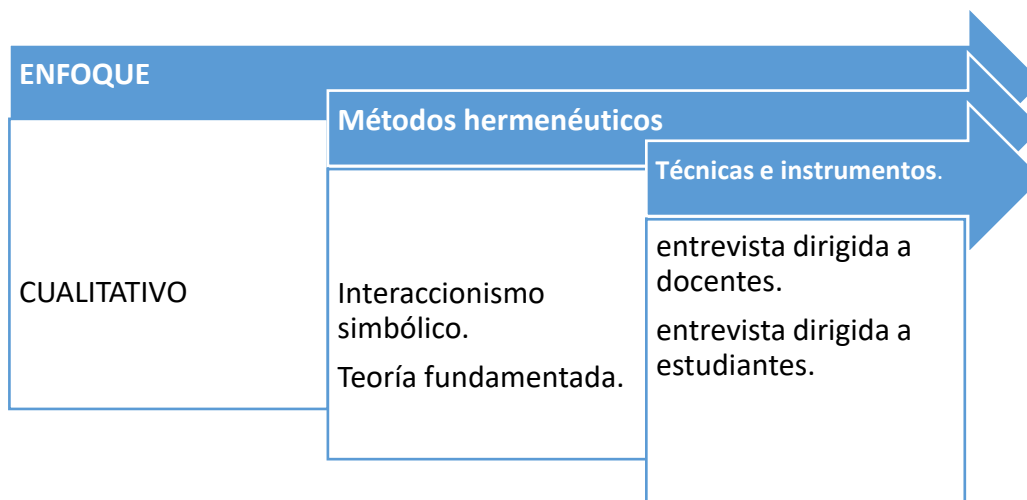 ENFOQUE
Métodos hermenéuticos
Técnicas e instrumentos.
CUALITATIVO
Interaccionismo
simbólico.
Teoría fundamentada.
entrevista dirigida a
docentes.
entrevista dirigida a
estudiantes.